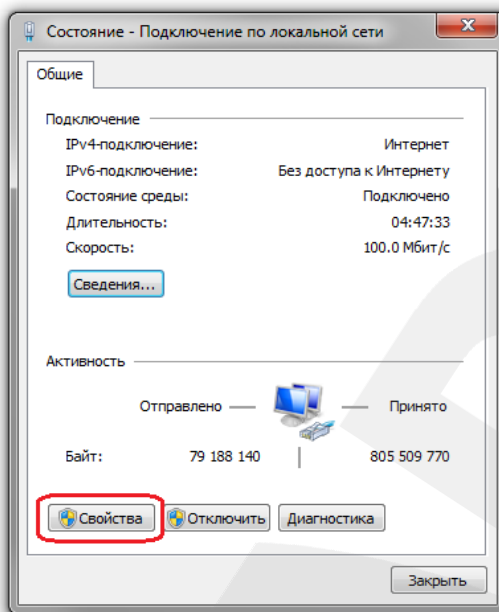 Состояние - Подключение по локальной сети
Общие
Подключение
IPv4-подключение: Интернет
IPv6-подключение: Без доступа к Интернету
Состояние среды: Подключено
Длительность: 04:47:33
Скорость: 100.0 Мбит/с
Сведения...
Активность
Отправлено — — Принято
Байт: 79 188 140 | 805 509 770
Свойства Отключить Диагностика
Закрыть